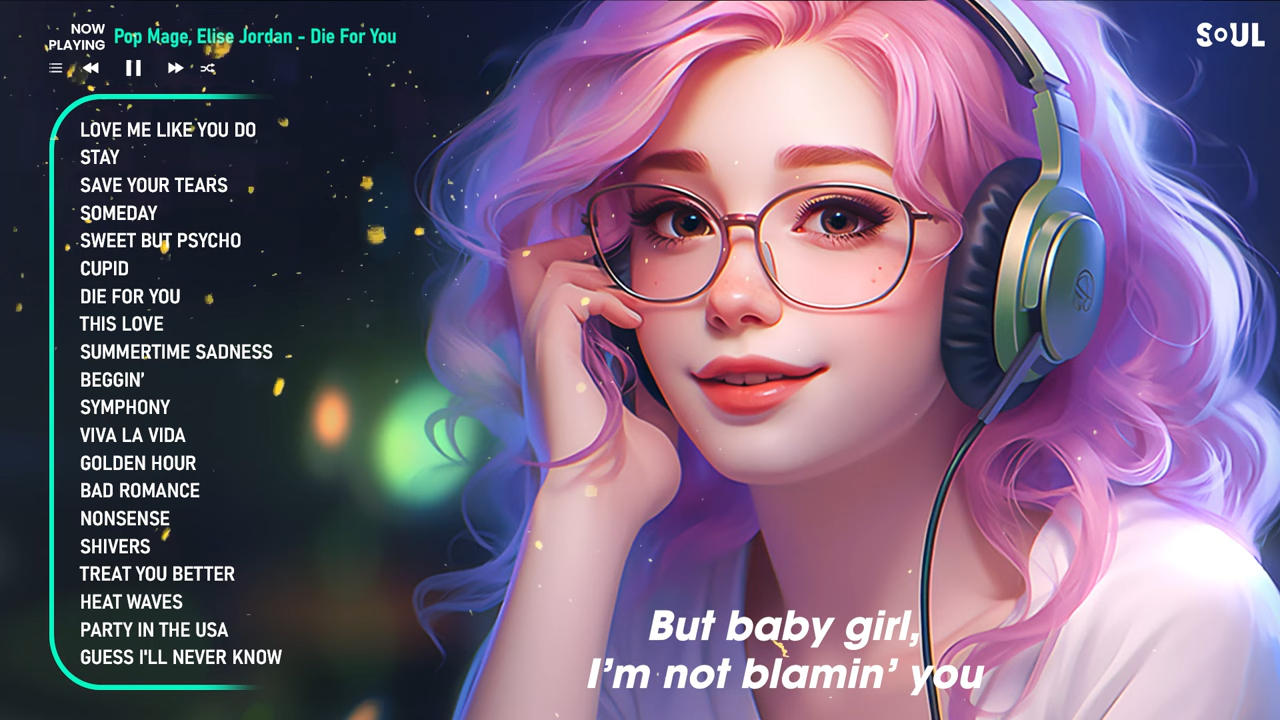 NOW
PLAYING
Pop Mage, Elise Jordan - Die For You
SOUL
LOVE ME LIKE YOU DO
STAY
SAVE YOUR TEARS
SOMEDAY
SWEET BUT PSYCHO
CUPID
DIE FOR YOU
THIS LOVE
SUMMERTIME SADNESS
BEGGIN'
SYMPHONY
VIVA LA VIDA
GOLDEN HOUR
BAD ROMANCE
NONSENSE
SHIVERS
TREAT YOU BETTER
HEAT WAVES
PARTY IN THE USA
GUESS I'LL NEVER KNOW
But baby girl,
I'm not blamin' you